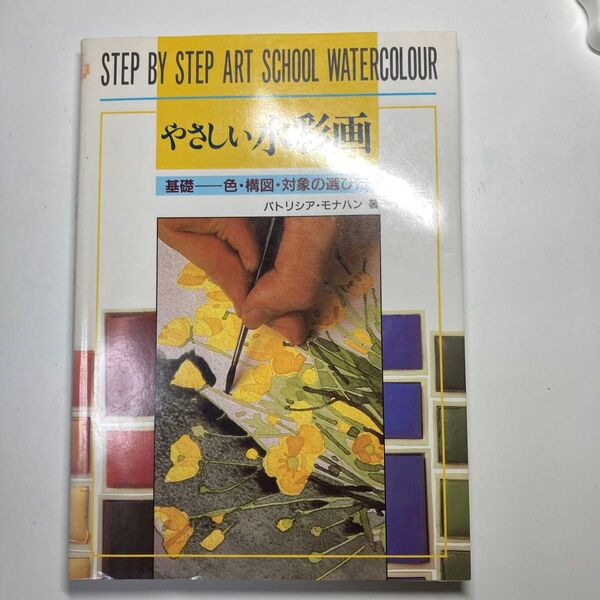 STEP BY STEP ART SCHOOL WATERCOLOUR
やさしい水彩画
基礎——色・構図・対象の選び方
パトリシア・モナハン 著